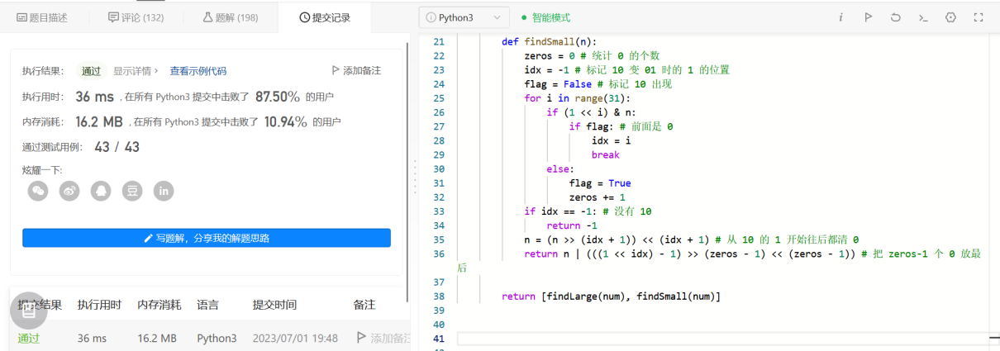 题目描述
评论 (132)
题解 (198)
提交记录
执行结果：
通过
显示详情 ›
查看示例代码
添加备注
执行用时： 36 ms , 在所有 Python3 提交中击败了 87.50% 的用户
内存消耗： 16.2 MB , 在所有 Python3 提交中击败了 10.94% 的用户
通过测试用例： 43 / 43
炫耀一下:
豆
in
写题解，分享我的解题思路
提交结果 执行用时 内存消耗 语言 提交时间 备注
通过 36 ms 16.2 MB Python3 2023/07/01 19:48 添加备注
Python3
智能模式
21 def findSmall(n):
22 zeros = 0 # 统计 0 的个数
23 idx = -1 # 标记 10 变 01 时的 1 的位置
24 flag = False # 标记 10 出现
25 for i in range(31):
26 if (1 << i) & n:
27 if flag: # 前面是 0
28 idx = i
29 break
30 else:
31 flag = True
32 zeros += 1
33 if idx == -1: # 没有 10
34 return -1
35 n = (n >> (idx + 1)) << (idx + 1) # 从 10 的 1 开始往后都清 0
36 return n | (((1 << idx) - 1) >> (zeros - 1) << (zeros - 1)) # 把 zeros-1 个 0 放最
后
37
38 return [findLarge(num), findSmall(num)]
39
40
41